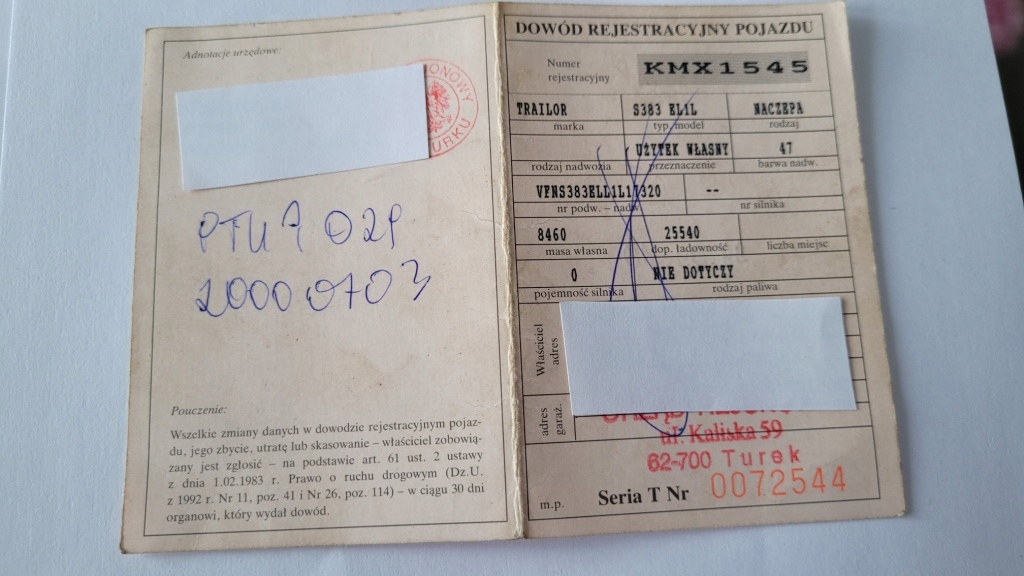 Adnotacje urzędowe:
ONOWY
URKU
PTU A 029
2000 07 03
Pouczenie:
Wszelkie zmiany danych w dowodzie rejestracyjnym pojaz-
du, jego zbycie, utratę lub skasowanie – właściciel zobowią-
zany jest zgłosić – na podstawie art. 61 ust. 2 ustawy
z dnia 1.02.1983 r. Prawo o ruchu drogowym (Dz.U.
z 1992 r. Nr 11, poz. 41 i Nr 26, poz. 114) – w ciągu 30 dni
organowi, który wydał dowód.
DOWÓD REJESTRACYJNY POJAZDU
Numer
rejestracyjny
KMX1545
TRAILOR S383 EL1L NACZEPA
marka typ, model rodzaj
UŻYTEK WŁASNY 47
rodzaj nadwozia przeznaczenie barwa nadw.
--
nr podw. – nadw. nr silnika
8460 25540
masa własna dop. ładowność liczba miejsc
0 NIE DOTYCZY
pojemność silnika rodzaj paliwa
Właściciel
adres
adres
garaż.
ul. Kaliska 59
62-700 Turek
m.p. Seria T Nr 0072544